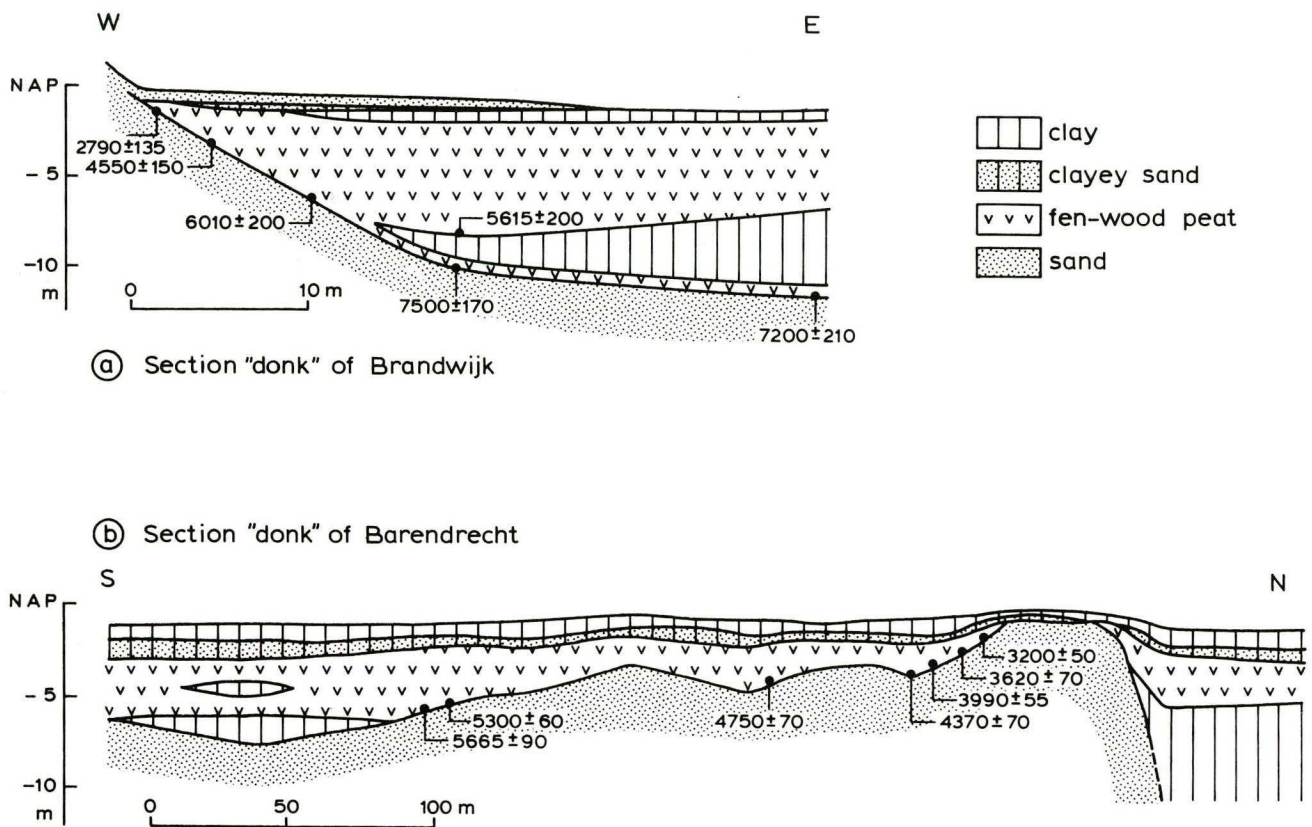 W
E
NAP
- 5
-10
m
2790±135
4550±150
6010±200
5615±200
7500±170
7200±210
0 10 m
clay
clayey sand
fen-wood peat
sand
a Section "donk" of Brandwijk
b Section "donk" of Barendrecht
S
N
NAP
- 5
-10
m
3200±50
3620±70
3990±55
4370±70
4750±70
5300±60
5665±90
0 50 100 m